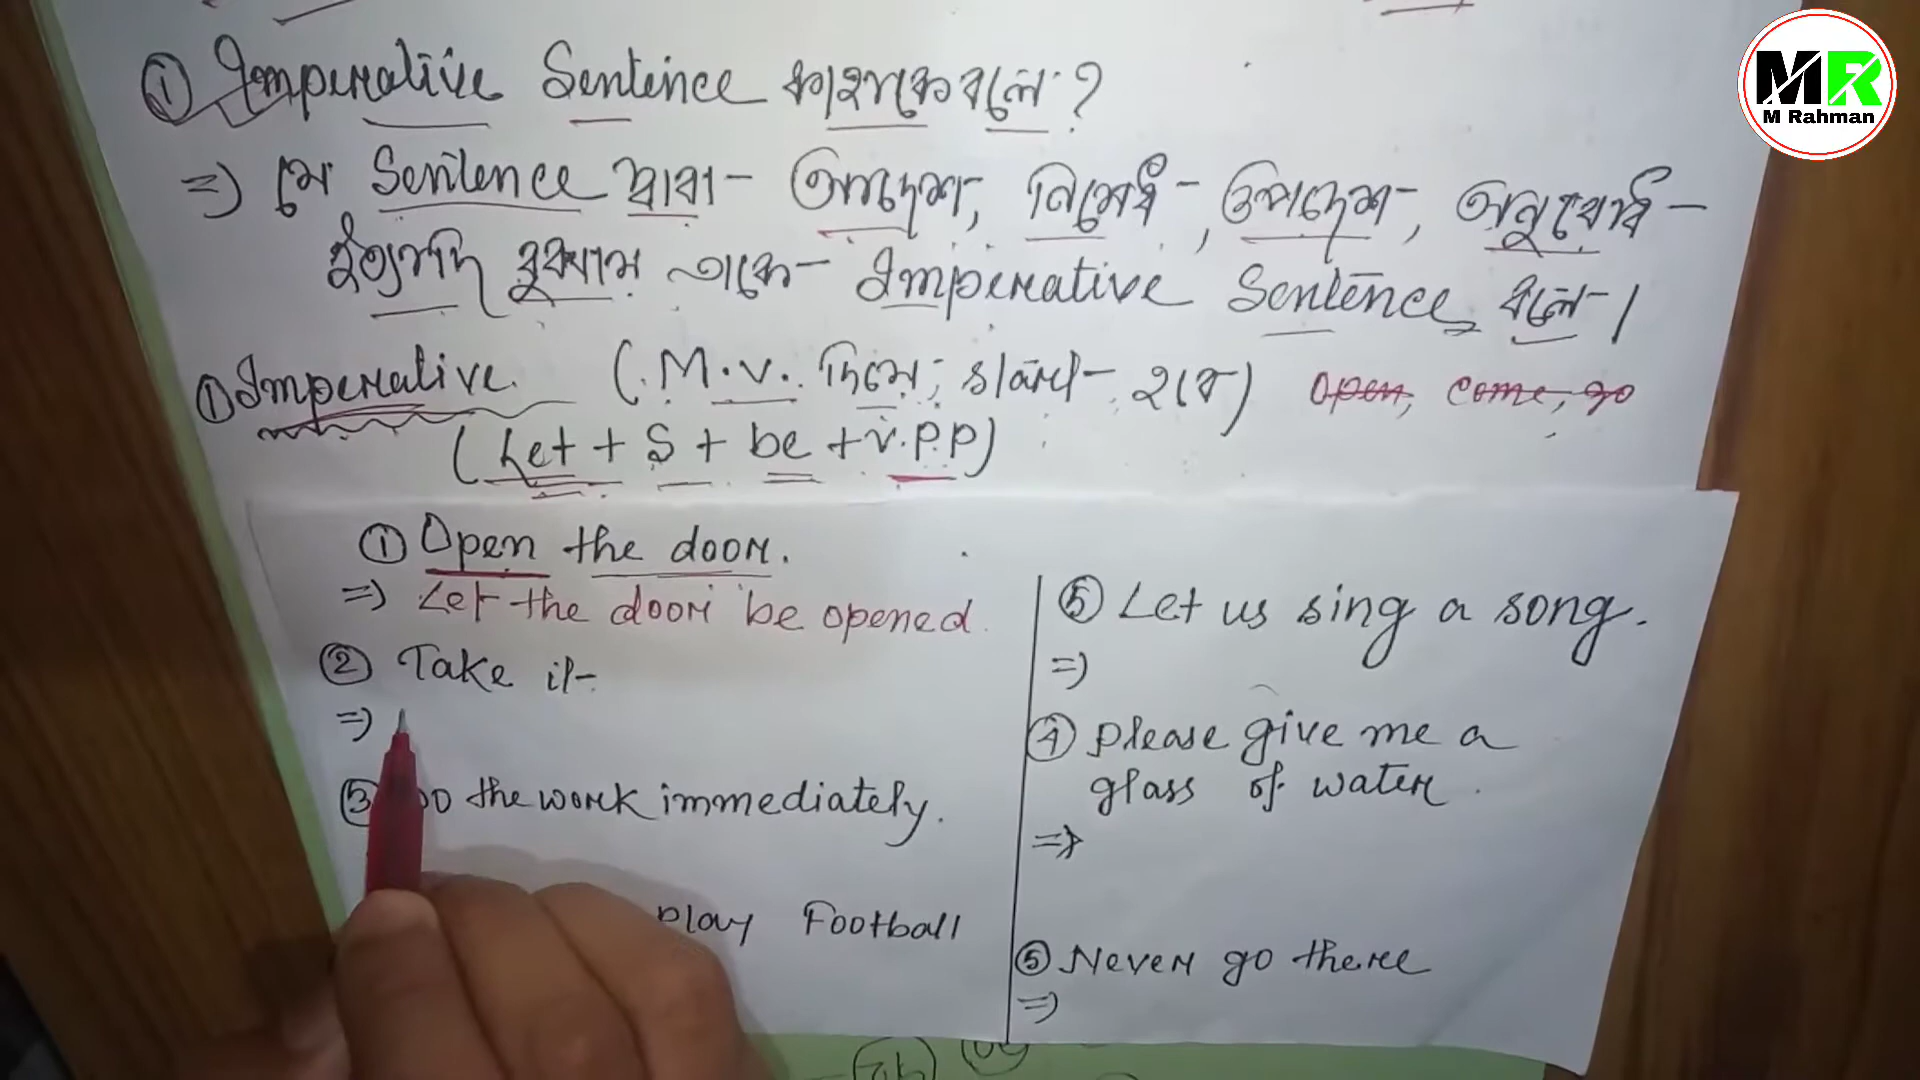 MR
M Rahman
① Imperative Sentence কাহাকে বলে ?
=) যে Sentence দ্বারা - আদেশ, নিষেধ -, উপদেশ -, অনুরোধ -
ইত্যাদি বুঝায় তাকে - Imperative Sentence বলে - ।
① Imperative. (M.V. দিয়ে, start - হবে) Open, come, go
(Let + S + be + V.P.P)
① Open the door.
=) Let the door be opened.
② Take it -
=)
③ Do the work immediately.
play Football
⑤ Let us sing a song.
=)
④ Please give me a
glass of water.
=)
⑤ Never go there
=)